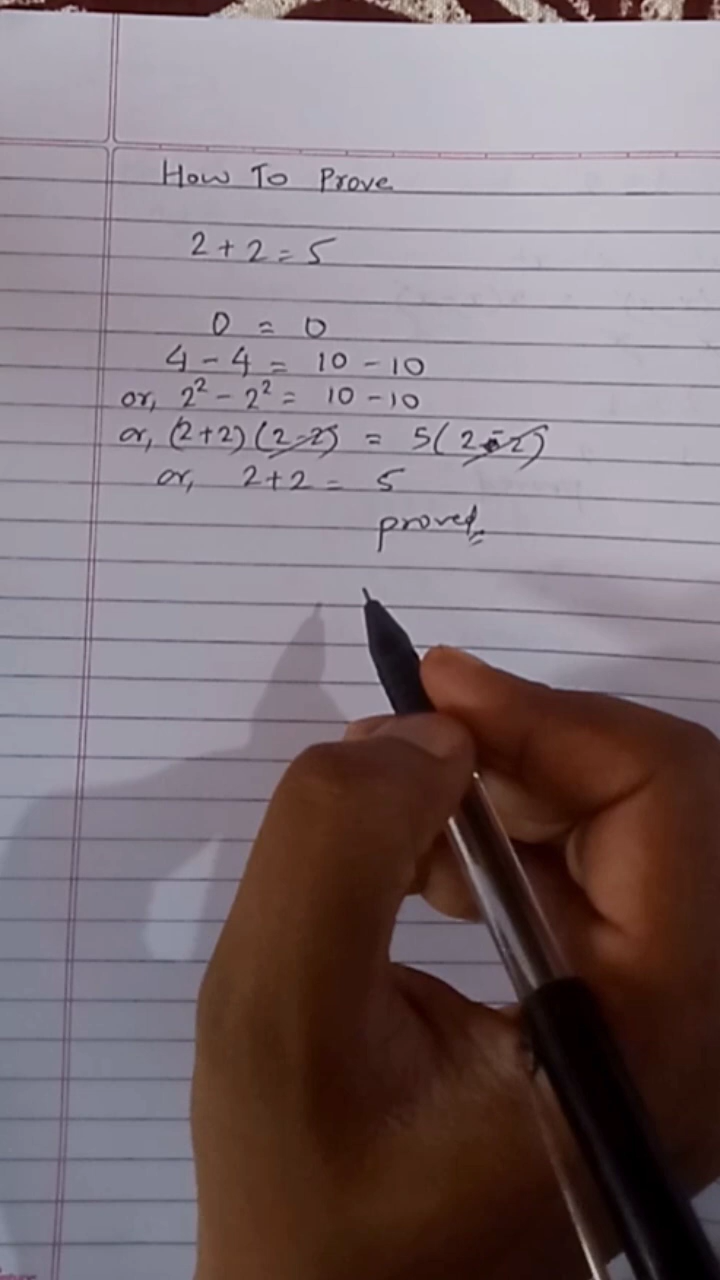 How To Prove
2 + 2 = 5
0 = 0
4 - 4 = 10 - 10
or, 2² - 2² = 10 - 10
or, (2+2) (2-2) = 5(2-2)
or, 2+2 = 5
proved